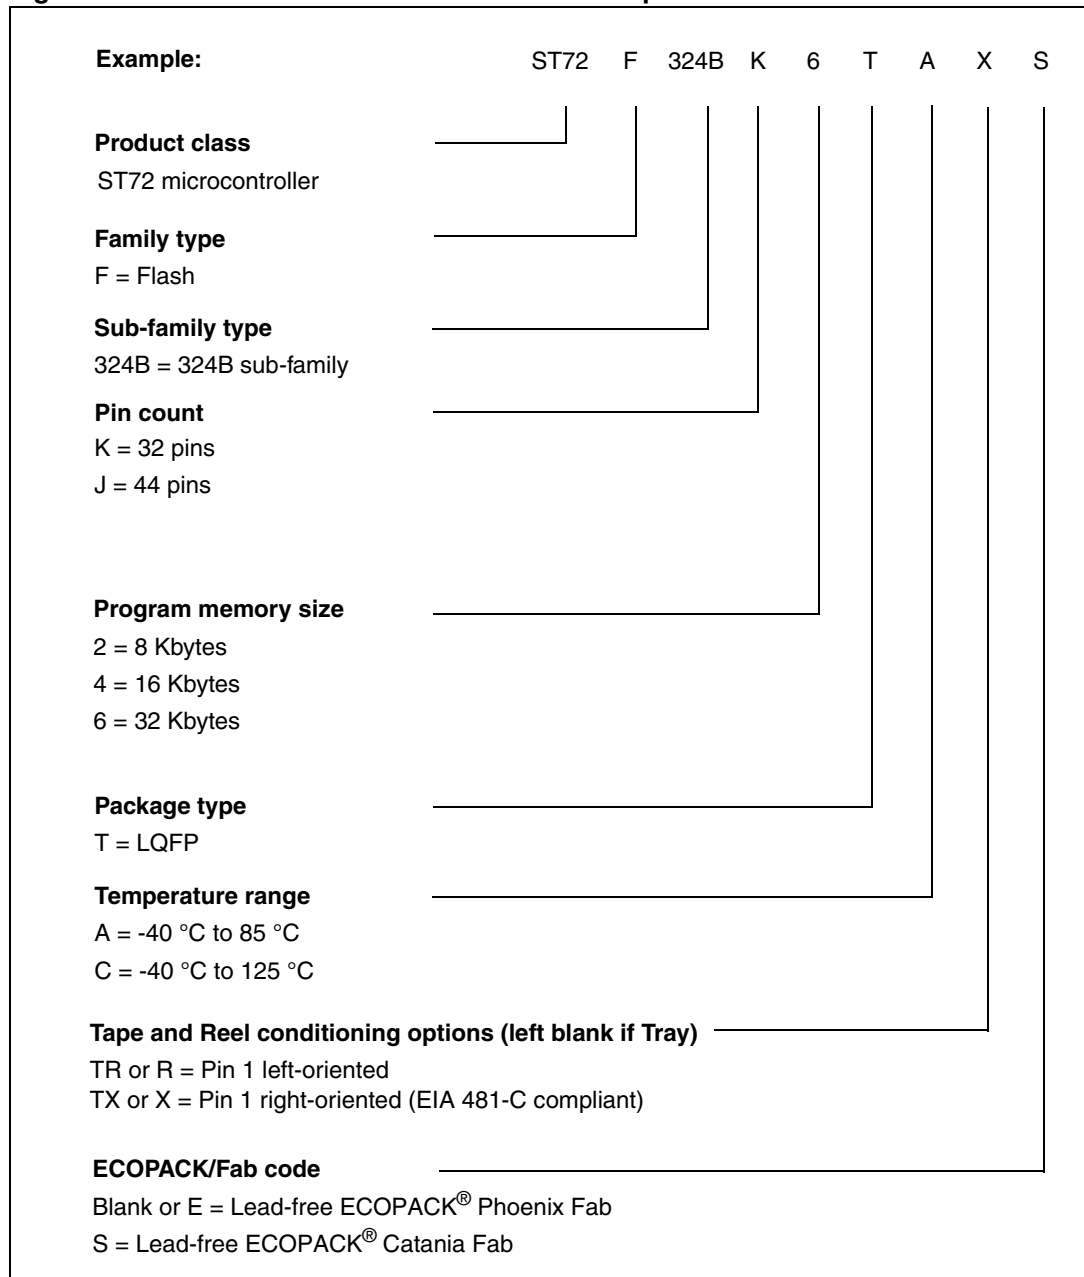 Example: ST72 F 324B K 6 T A X S
Product class
ST72 microcontroller
Family type
F = Flash
Sub-family type
324B = 324B sub-family
Pin count
K = 32 pins
J = 44 pins
Program memory size
2 = 8 Kbytes
4 = 16 Kbytes
6 = 32 Kbytes
Package type
T = LQFP
Temperature range
A = -40 °C to 85 °C
C = -40 °C to 125 °C
Tape and Reel conditioning options (left blank if Tray)
TR or R = Pin 1 left-oriented
TX or X = Pin 1 right-oriented (EIA 481-C compliant)
ECOPACK/Fab code
Blank or E = Lead-free ECOPACK® Phoenix Fab
S = Lead-free ECOPACK® Catania Fab